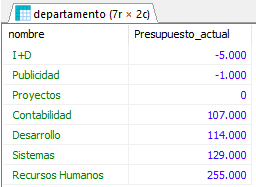 departamento (7r × 2c)
nombre Presupuesto_actual
I+D -5.000
Publicidad -1.000
Proyectos 0
Contabilidad 107.000
Desarrollo 114.000
Sistemas 129.000
Recursos Humanos 255.000